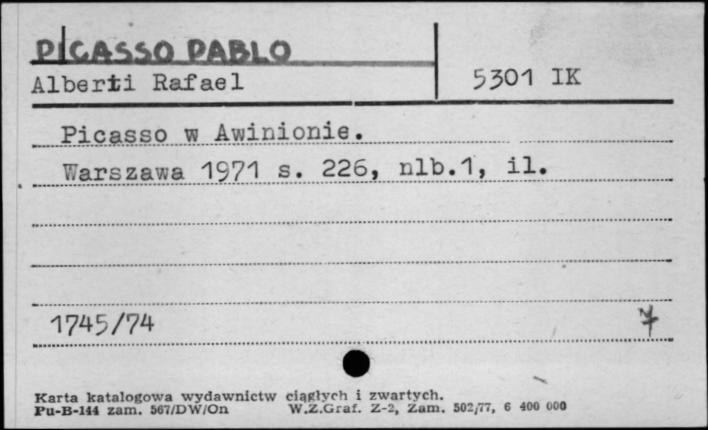 PICASSO PABLO
Alberti Rafael
5301 IK
Picasso w Awinionie.
Warszawa 1971 s. 226, nlb.1, il.
1745/74
Karta katalogowa wydawnictw ciągłych i zwartych.
Pu-B-144 zam. 567/DW/On W.Z.Graf. Z-2, Zam. 502/77, 6 400 000